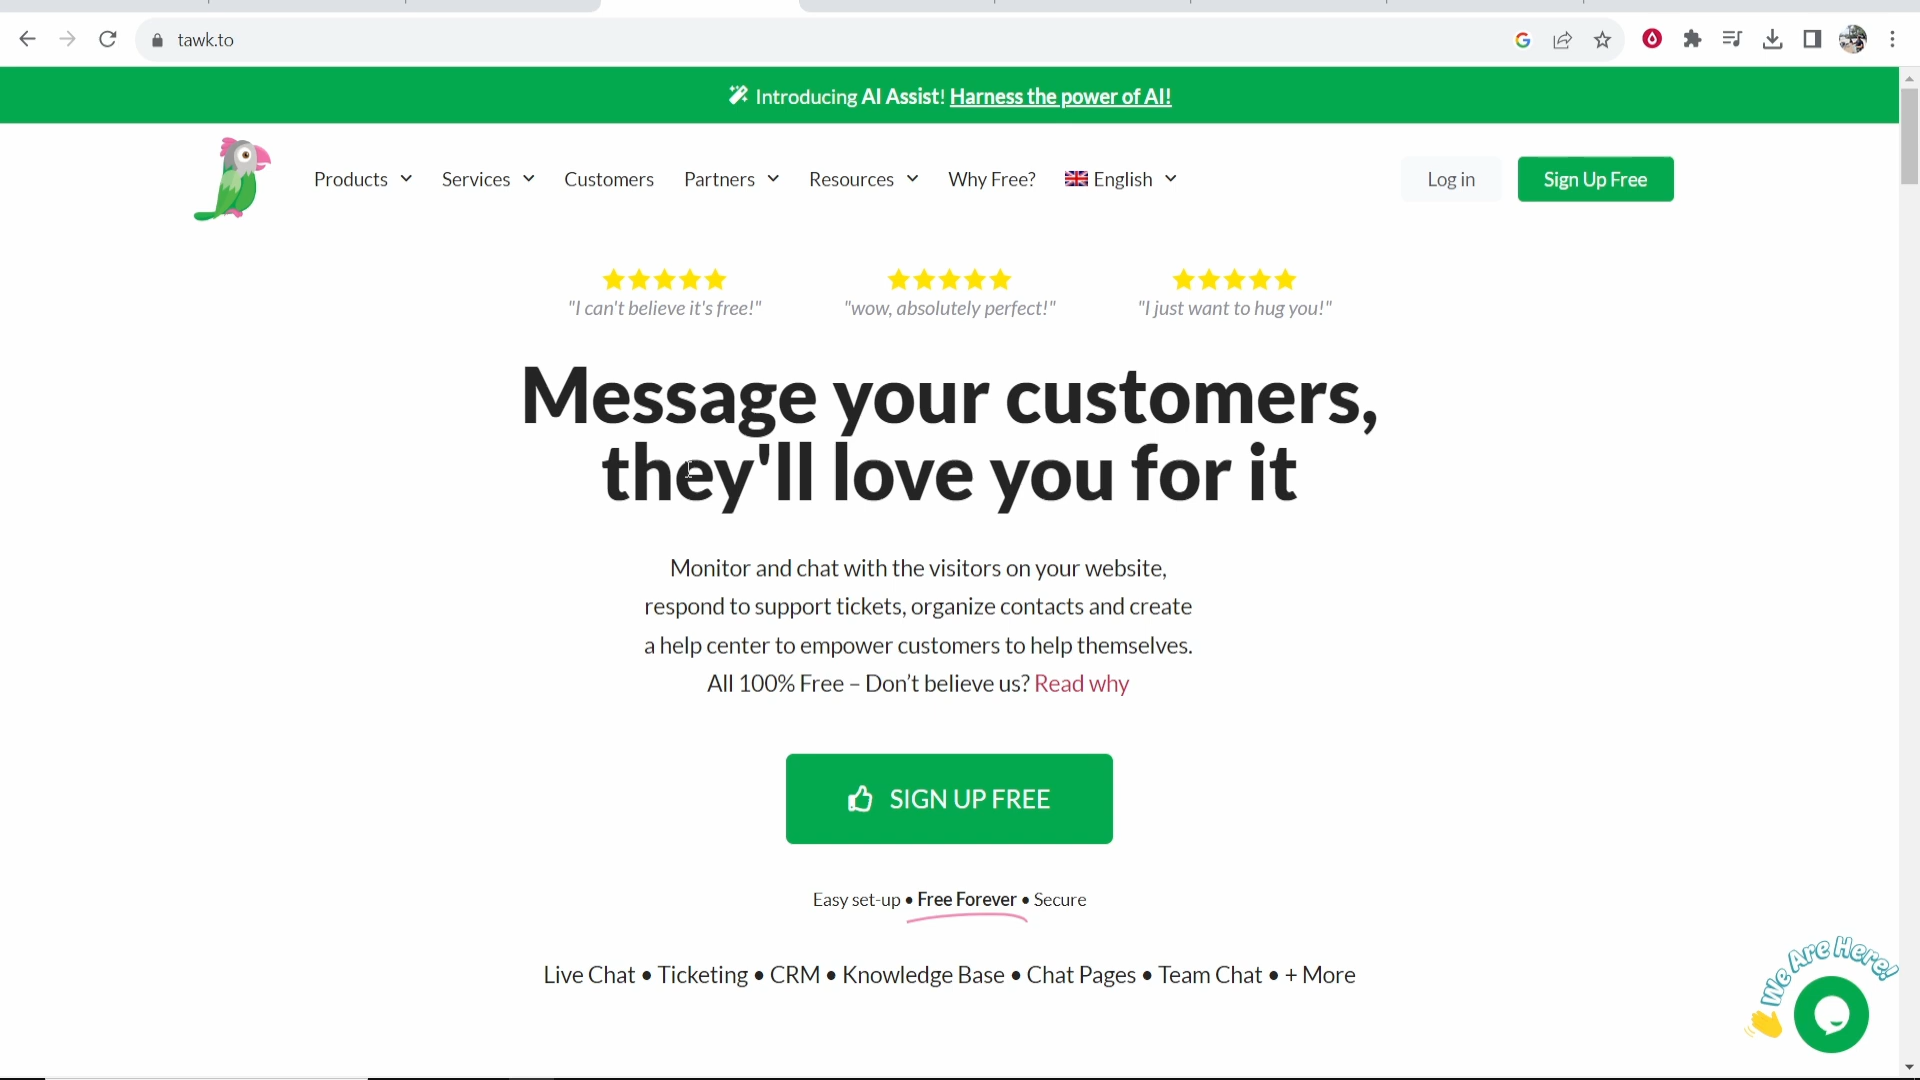 tawk.to
Introducing AI Assist! Harness the power of AI!
Products Services Customers Partners Resources Why Free? English Log in Sign Up Free
"I can't believe it's free!" "wow, absolutely perfect!" "I just want to hug you!"
Message your customers,
they'll love you for it
Monitor and chat with the visitors on your website,
respond to support tickets, organize contacts and create
a help center to empower customers to help themselves.
All 100% Free – Don’t believe us? Read why
SIGN UP FREE
Easy set-up • Free Forever • Secure
Live Chat • Ticketing • CRM • Knowledge Base • Chat Pages • Team Chat • + More
We Are Here!